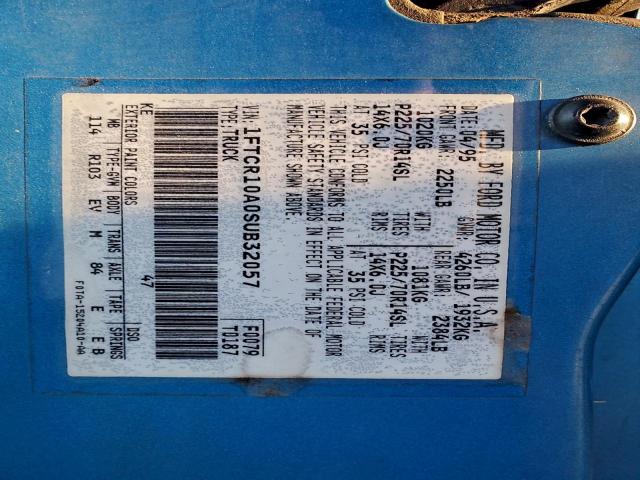 MFD. BY FORD MOTOR CO. IN U.S.A.
DATE: 04/95 GVWR: 4260LB/ 1932KG
FRONT GAWR: 2250LB REAR GAWR: 2384LB
1020KG WITH 1081KG WITH
P225/70R14SL TIRES P225/70R14SL TIRES
14X6.0J RIMS 14X6.0J RIMS
AT 35 PSI COLD AT 35 PSI COLD
THIS VEHICLE CONFORMS TO ALL APPLICABLE FEDERAL MOTOR
VEHICLE SAFETY STANDARDS IN EFFECT ON THE DATE OF
MANUFACTURE SHOWN ABOVE.
VIN: 1FTCR10A0SUB32057 F0079
TYPE: TRUCK T0187
KE 47
EXTERIOR PAINT COLORS DSO
WB TYPE-GVW BODY TRANS AXLE TAPE SPRINGS
114 R103 EV M 84 E E B
F0TA-15204A10-AA